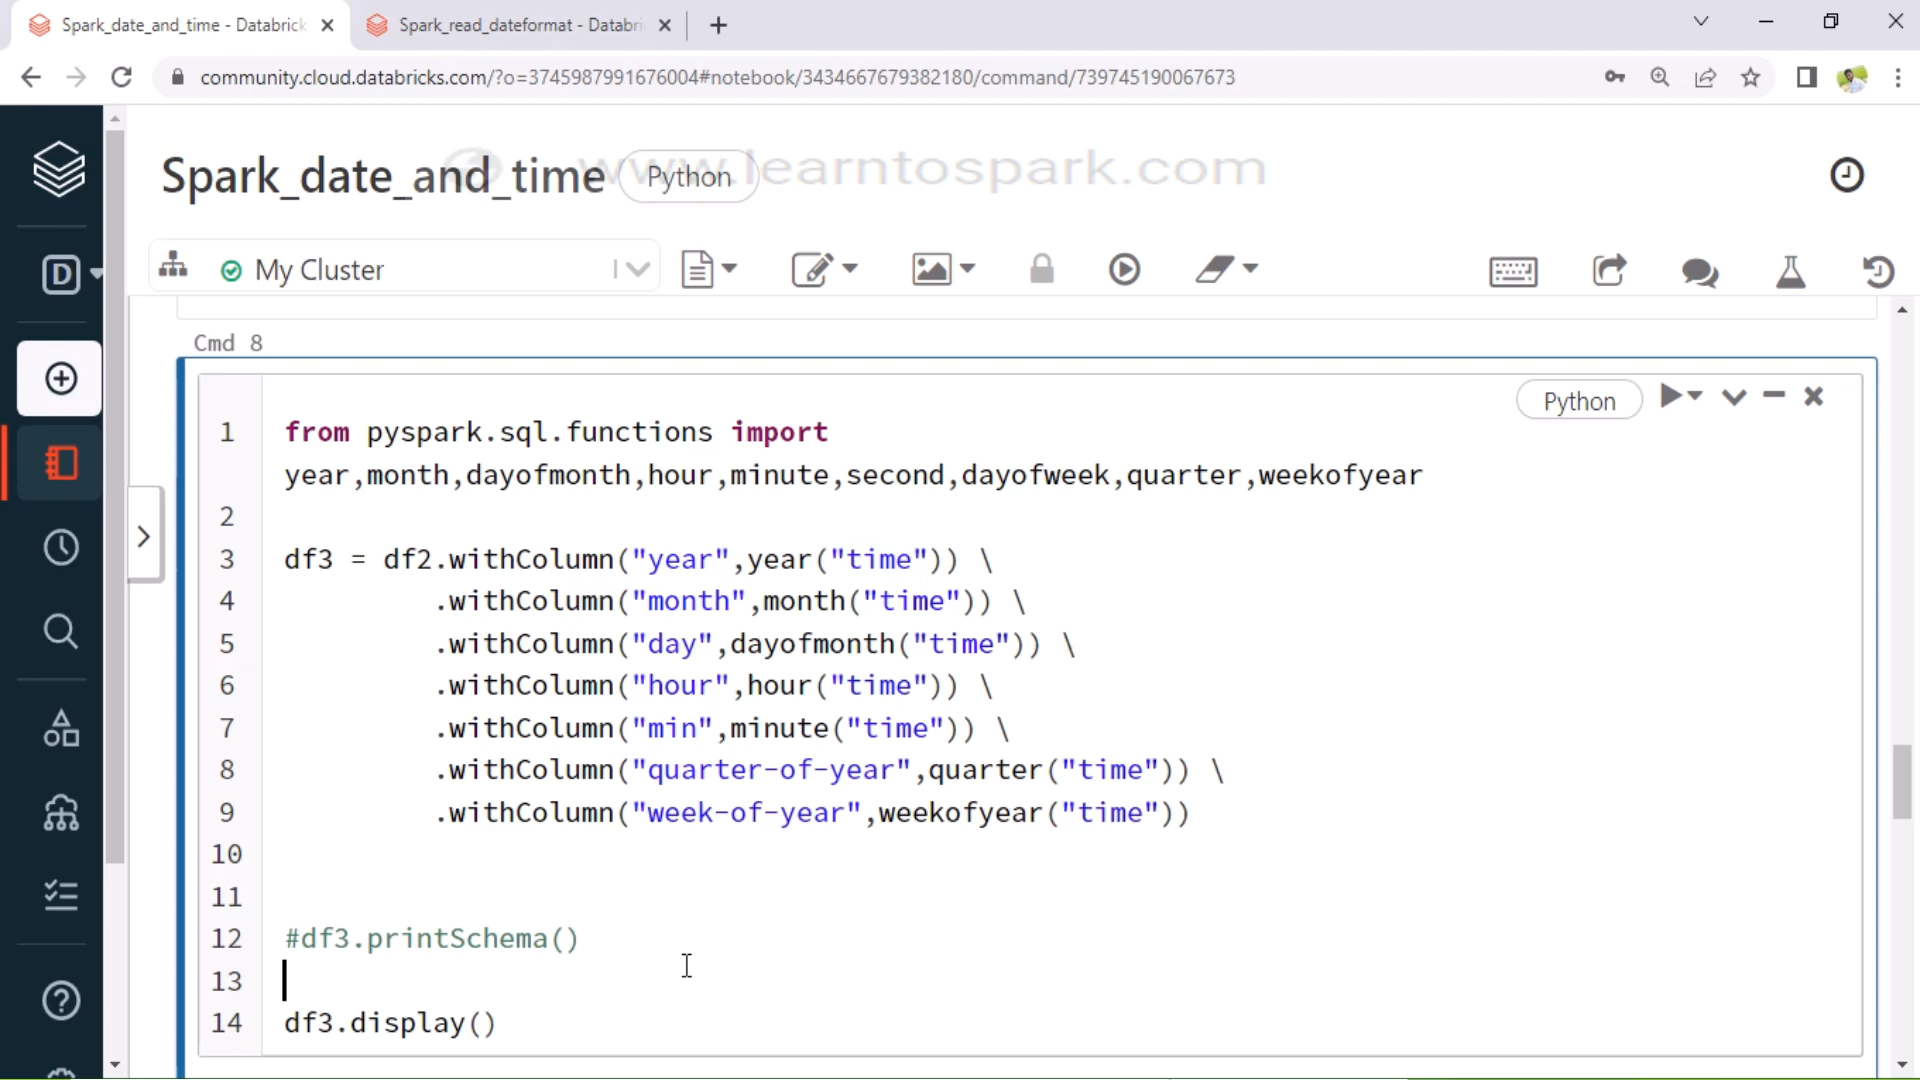 Spark_date_and_time - Databrick
Spark_read_dateformat - Databri
community.cloud.databricks.com/?o=3745987991676004#notebook/3434667679382180/command/739745190067673
Spark_date_and_time
Python
www.learntospark.com
D
My Cluster
Cmd 8
Python
1 from pyspark.sql.functions import
year,month,dayofmonth,hour,minute,second,dayofweek,quarter,weekofyear
2
3 df3 = df2.withColumn("year",year("time")) \
4 .withColumn("month",month("time")) \
5 .withColumn("day",dayofmonth("time")) \
6 .withColumn("hour",hour("time")) \
7 .withColumn("min",minute("time")) \
8 .withColumn("quarter-of-year",quarter("time")) \
9 .withColumn("week-of-year",weekofyear("time"))
10
11
12 #df3.printSchema()
13
14 df3.display()